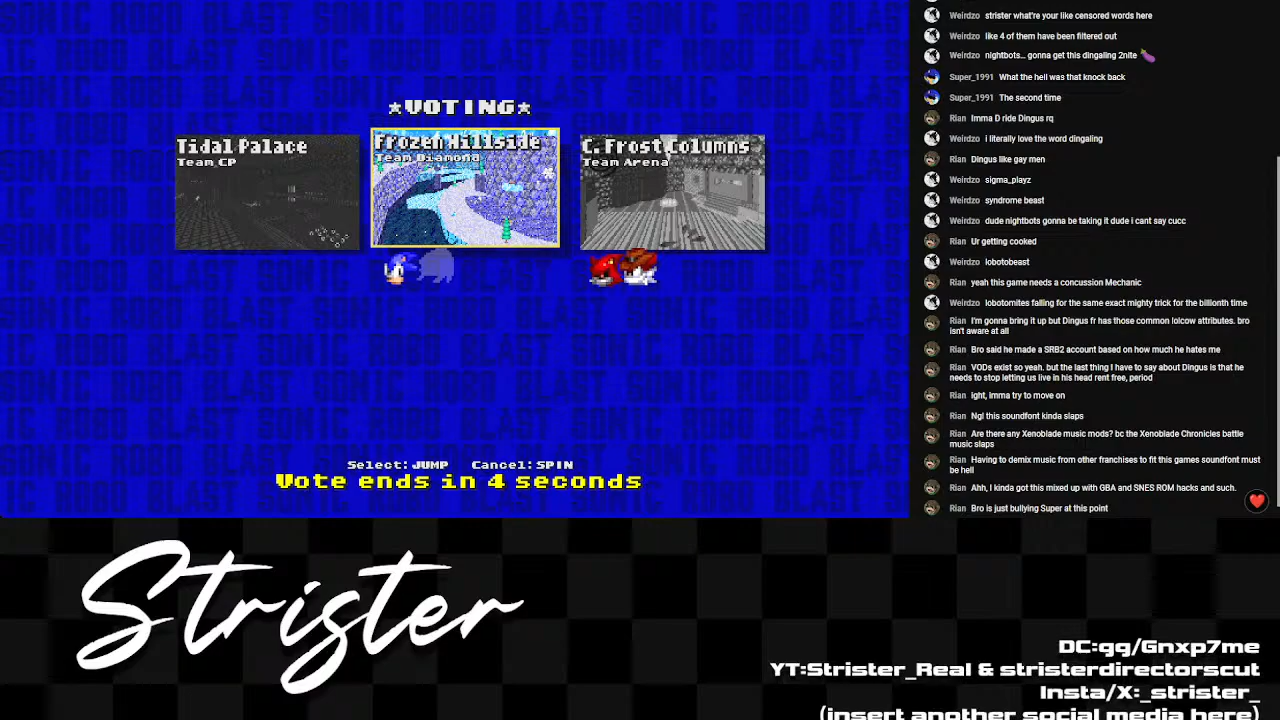 SONIC ROBO BLAST
★VOTING★
Tidal Palace
Team CP
Frozen Hillside
Team Diamond
C. Frost Columns
Team Arena
Select:JUMP Cancel:SPIN
Vote ends in 4 seconds
Weirdzo strister what're your like censored words here
Weirdzo like 4 of them have been filtered out
Weirdzo nightbots... gonna get this dingaling 2nite 🍆
Super_1991 What the hell was that knock back
Super_1991 The second time
Rian Imma D ride Dingus rq
Weirdzo i literally love the word dingaling
Rian Dingus like gay men
Weirdzo sigma_playz
Weirdzo syndrome beast
Weirdzo dude nightbots gonna be taking it dude i cant say cucc
Rian Ur getting cooked
Weirdzo lobotobeast
Rian yeah this game needs a concussion Mechanic
Weirdzo lobotomites falling for the same exact mighty trick for the billionth time
Rian I'm gonna bring it up but Dingus fr has those common lolcow attributes. bro
isn't aware at all
Rian Bro said he made a SRB2 account based on how much he hates me
Rian VODs exist so yeah. but the last thing I have to say about Dingus is that he
needs to stop letting us live in his head rent free, period
Rian ight, Imma try to move on
Rian Ngl this soundfont kinda slaps
Rian Are there any Xenoblade music mods? bc the Xenoblade Chronicles battle
music slaps
Rian Having to demix music from other franchises to fit this games soundfont must
be hell
Rian Ahh, I kinda got this mixed up with GBA and SNES ROM hacks and such.
Rian Bro is just bullying Super at this point
Strister
DC:gg/Gnxp7me
YT:Strister_Real & stristerdirectorscut
Insta/X:_strister_
(insert another social media here)